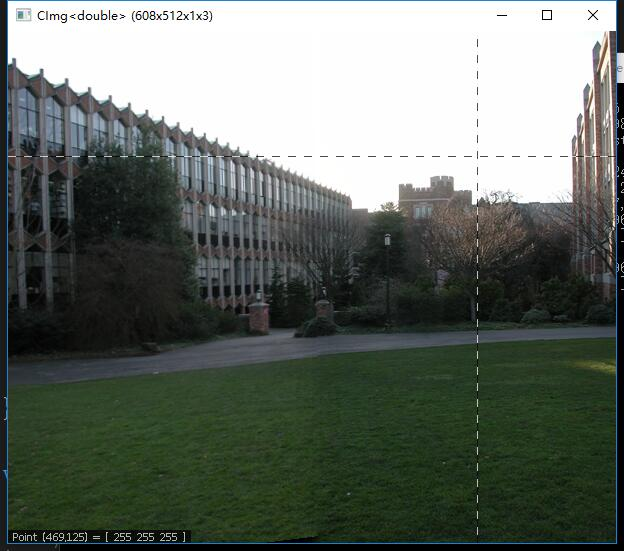 CImg<double> (608x512x1x3)
Point (469,125) = [ 255 255 255 ]